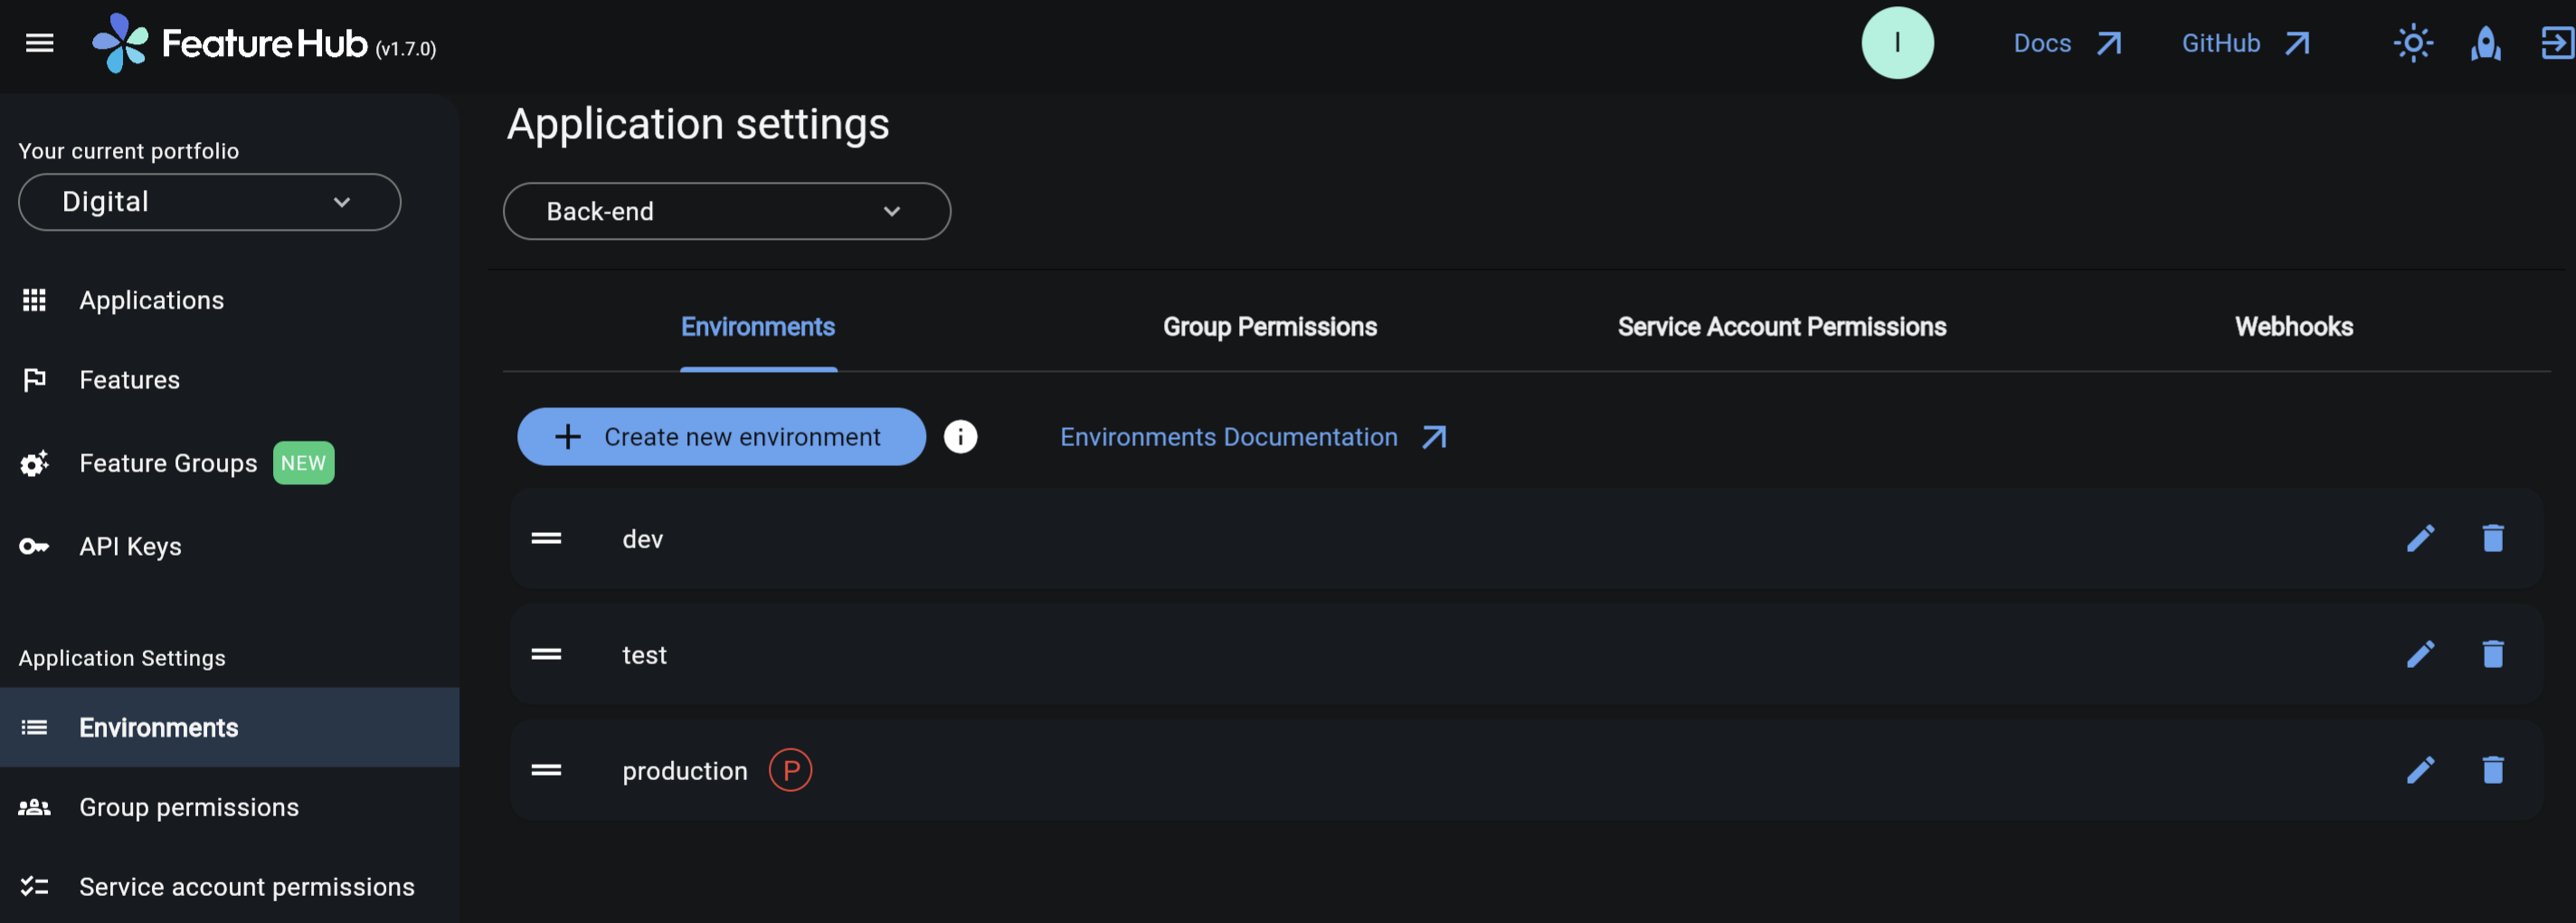 FeatureHub (v1.7.0)
I
Docs
GitHub
Your current portfolio
Digital
Applications
Features
Feature Groups NEW
API Keys
Application Settings
Environments
Group permissions
Service account permissions
Application settings
Back-end
Environments
Group Permissions
Service Account Permissions
Webhooks
Create new environment
Environments Documentation
dev
test
production P